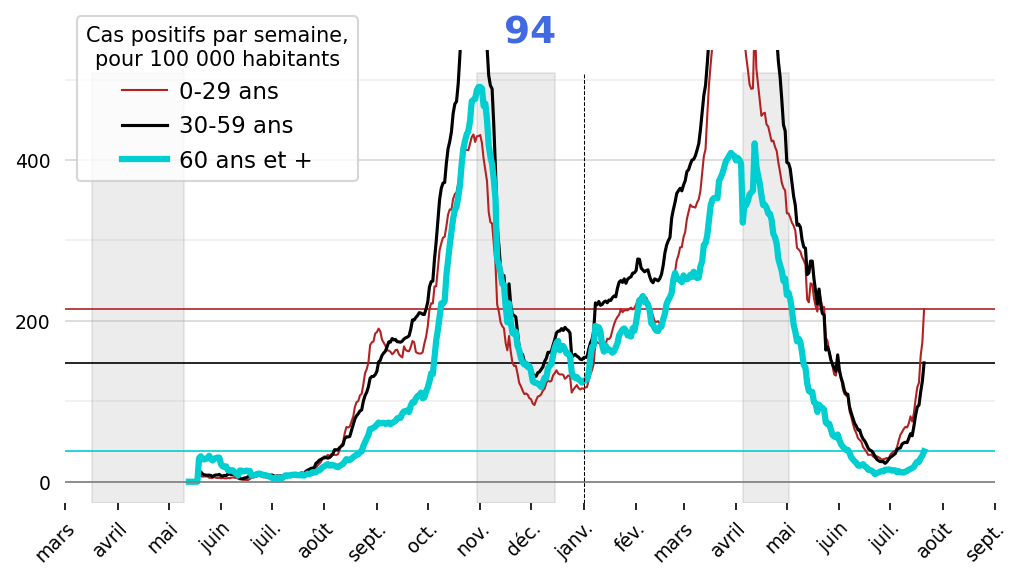 94
Cas positifs par semaine,
pour 100 000 habitants
0-29 ans
30-59 ans
60 ans et +
400
200
0
mars
avril
mai
juin
juil.
août
sept.
oct.
nov.
déc.
janv.
fév.
mars
avril
mai
juin
juil.
août
sept.